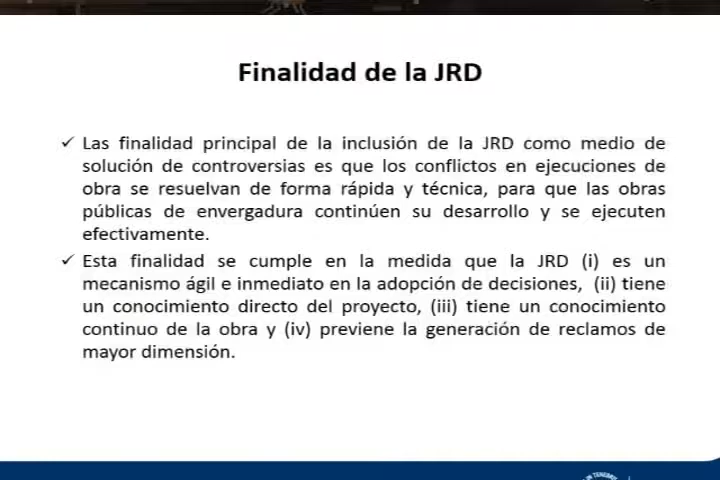 Finalidad de la JRD
✓ Las finalidad principal de la inclusión de la JRD como medio de
solución de controversias es que los conflictos en ejecuciones de
obra se resuelvan de forma rápida y técnica, para que las obras
públicas de envergadura continúen su desarrollo y se ejecuten
efectivamente.
✓ Esta finalidad se cumple en la medida que la JRD (i) es un
mecanismo ágil e inmediato en la adopción de decisiones, (ii) tiene
un conocimiento directo del proyecto, (iii) tiene un conocimiento
continuo de la obra y (iv) previene la generación de reclamos de
mayor dimensión.